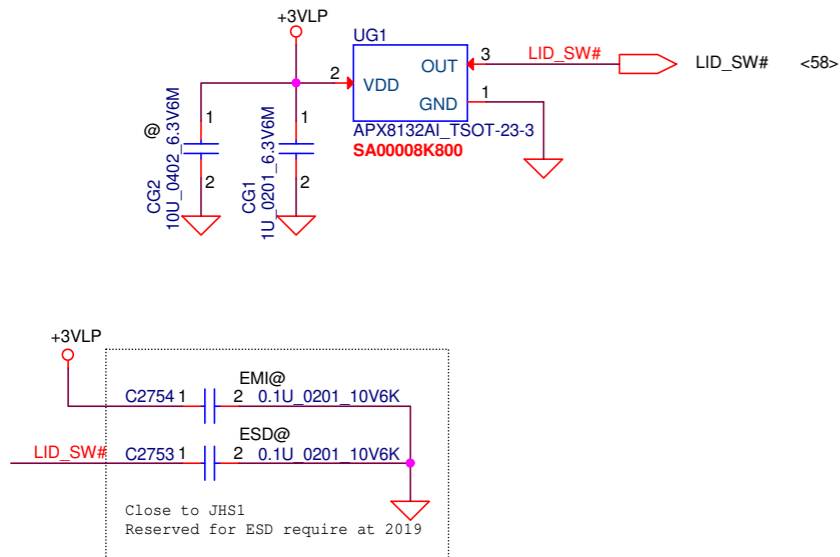 +3VLP
UG1
2
VDD
OUT
3
LID_SW#
LID_SW#
<58>
GND
1
APX8132AI_TSOT-23-3
SA00008K800
@
1
2
CG2
10U_0402_6.3V6M
1
2
CG1
1U_0201_6.3V6M
+3VLP
EMI@
C2754 1
2 0.1U_0201_10V6K
ESD@
LID_SW#
C2753 1
2 0.1U_0201_10V6K
Close to JHS1
Reserved for ESD require at 2019